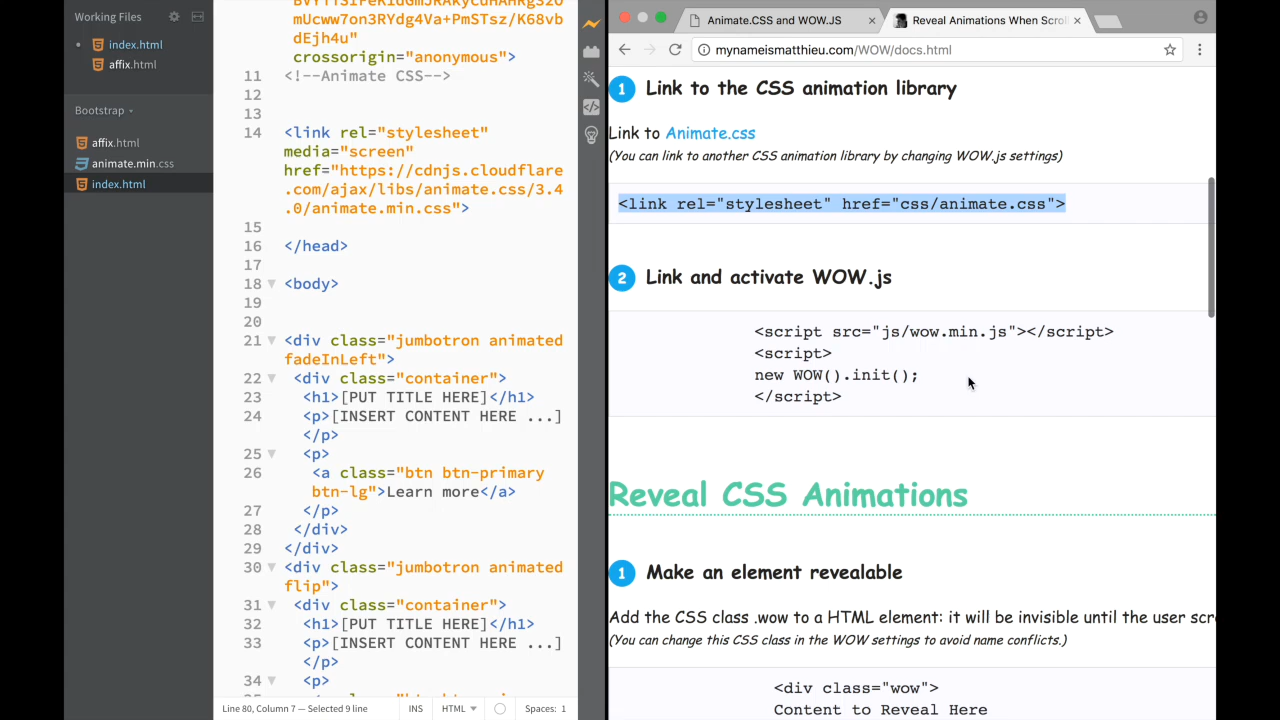 Working Files
index.html
affix.html
Bootstrap
affix.html
animate.min.css
index.html
mUcww7on3RYdg4Va+PmSTsz/K68vb
dEjh4u"
crossorigin="anonymous">
11 <!--Animate CSS-->
12
13
14 <link rel="stylesheet"
media="screen"
href="https://cdnjs.cloudflare
.com/ajax/libs/animate.css/3.4
.0/animate.min.css">
15
16 </head>
17
18 <body>
19
20
21 <div class="jumbotron animated
fadeInLeft">
22 <div class="container">
23 <h1>[PUT TITLE HERE]</h1>
24 <p>[INSERT CONTENT HERE ...]
</p>
25 <p>
26 <a class="btn btn-primary
btn-lg">Learn more</a>
27 </p>
28 </div>
29 </div>
30 <div class="jumbotron animated
flip">
31 <div class="container">
32 <h1>[PUT TITLE HERE]</h1>
33 <p>[INSERT CONTENT HERE ...]
</p>
34 <p>
Line 80, Column 7 — Selected 9 line
INS
HTML
Spaces: 1
Animate.CSS and WOW.JS
Reveal Animations When Scroll
mynameismatthieu.com/WOW/docs.html
1 Link to the CSS animation library
Link to Animate.css
(You can link to another CSS animation library by changing WOW.js settings)
<link rel="stylesheet" href="css/animate.css">
2 Link and activate WOW.js
<script src="js/wow.min.js"></script>
<script>
new WOW().init();
</script>
Reveal CSS Animations
1 Make an element revealable
Add the CSS class .wow to a HTML element: it will be invisible until the user scr
(You can change this CSS class in the WOW settings to avoid name conflicts.)
<div class="wow">
Content to Reveal Here